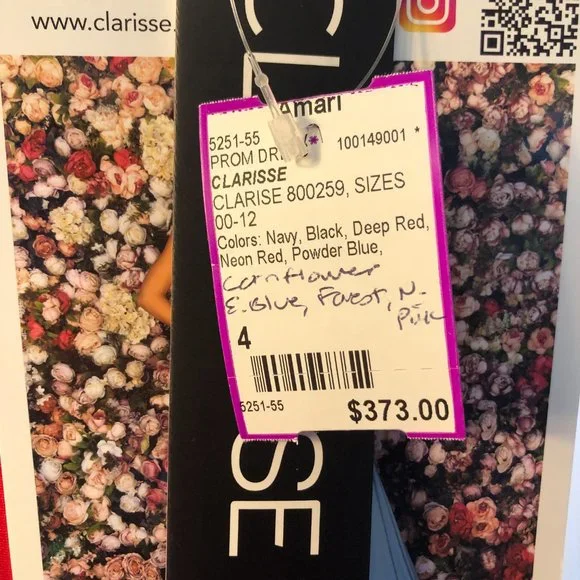 www.clarisse.
CL
Amari
5251-55
PROM DR 100149001 *
CLARISSE
CLARISE 800259, SIZES
00-12
Colors: Navy, Black, Deep Red,
Neon Red, Powder Blue,
Cornflower
E. Blue, Forest, N.
Pink
4
5251-55
$373.00
SE